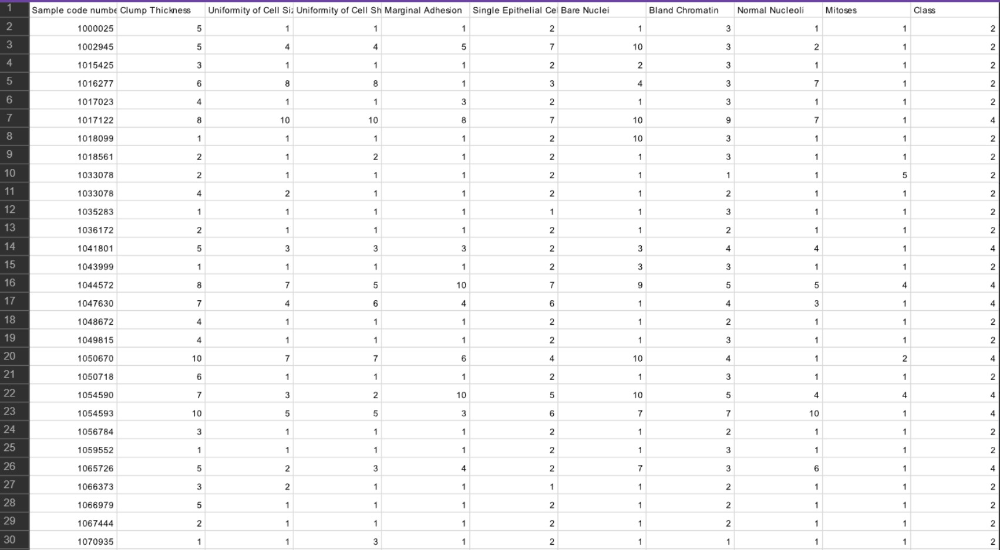 1 Sample code numbe Clump Thickness Uniformity of Cell Siz Uniformity of Cell Sh Marginal Adhesion Single Epithelial Cel Bare Nuclei Bland Chromatin Normal Nucleoli Mitoses Class
2 1000025 5 1 1 1 2 1 3 1 1 2
3 1002945 5 4 4 5 7 10 3 2 1 2
4 1015425 3 1 1 1 2 2 3 1 1 2
5 1016277 6 8 8 1 3 4 3 7 1 2
6 1017023 4 1 1 3 2 1 3 1 1 2
7 1017122 8 10 10 8 7 10 9 7 1 4
8 1018099 1 1 1 1 2 10 3 1 1 2
9 1018561 2 1 2 1 2 1 3 1 1 2
10 1033078 2 1 1 1 2 1 1 1 5 2
11 1033078 4 2 1 1 2 1 2 1 1 2
12 1035283 1 1 1 1 1 1 3 1 1 2
13 1036172 2 1 1 1 2 1 2 1 1 2
14 1041801 5 3 3 3 2 3 4 4 1 4
15 1043999 1 1 1 1 2 3 3 1 1 2
16 1044572 8 7 5 10 7 9 5 5 4 4
17 1047630 7 4 6 4 6 1 4 3 1 4
18 1048672 4 1 1 1 2 1 2 1 1 2
19 1049815 4 1 1 1 2 1 3 1 1 2
20 1050670 10 7 7 6 4 10 4 1 2 4
21 1050718 6 1 1 1 2 1 3 1 1 2
22 1054590 7 3 2 10 5 10 5 4 4 4
23 1054593 10 5 5 3 6 7 7 10 1 4
24 1056784 3 1 1 1 2 1 2 1 1 2
25 1059552 1 1 1 1 2 1 3 1 1 2
26 1065726 5 2 3 4 2 7 3 6 1 4
27 1066373 3 2 1 1 1 1 2 1 1 2
28 1066979 5 1 1 1 2 1 2 1 1 2
29 1067444 2 1 1 1 2 1 2 1 1 2
30 1070935 1 1 3 1 2 1 1 1 1 2